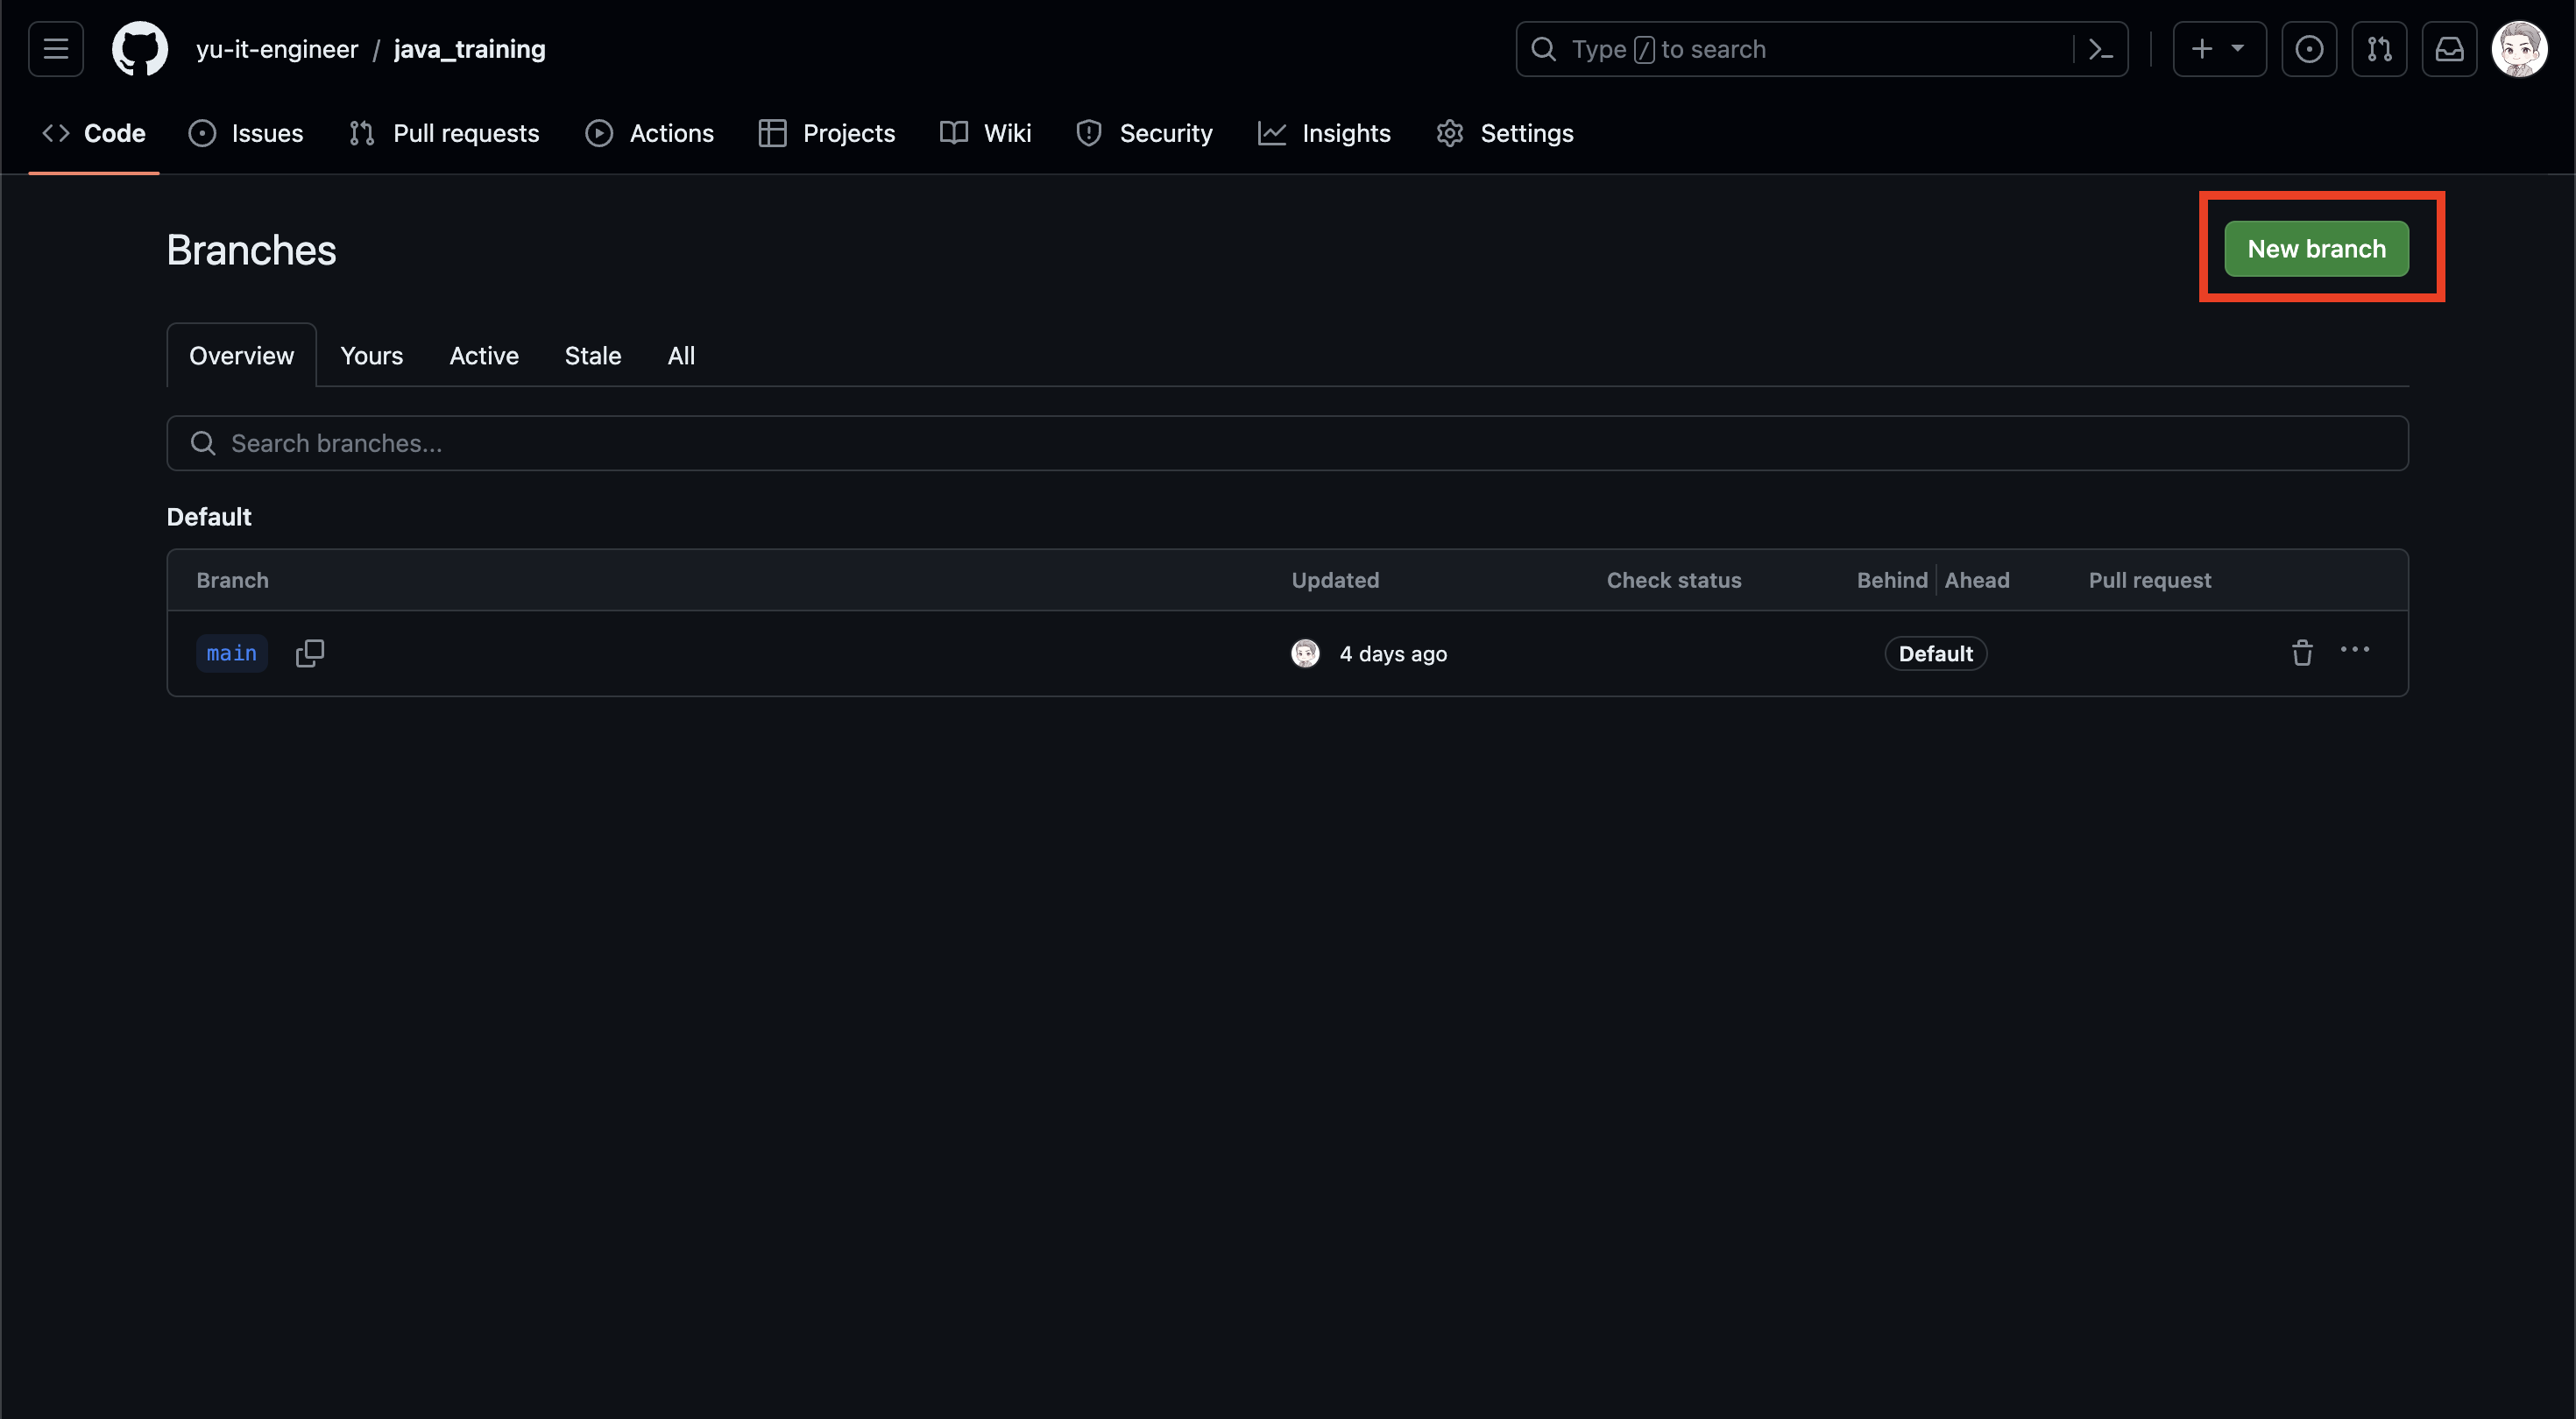 yu-it-engineer / java_training
Type / to search
Code Issues Pull requests Actions Projects Wiki Security Insights Settings
Branches
New branch
Overview Yours Active Stale All
Search branches...
Default
Branch Updated Check status Behind Ahead Pull request
main 4 days ago Default